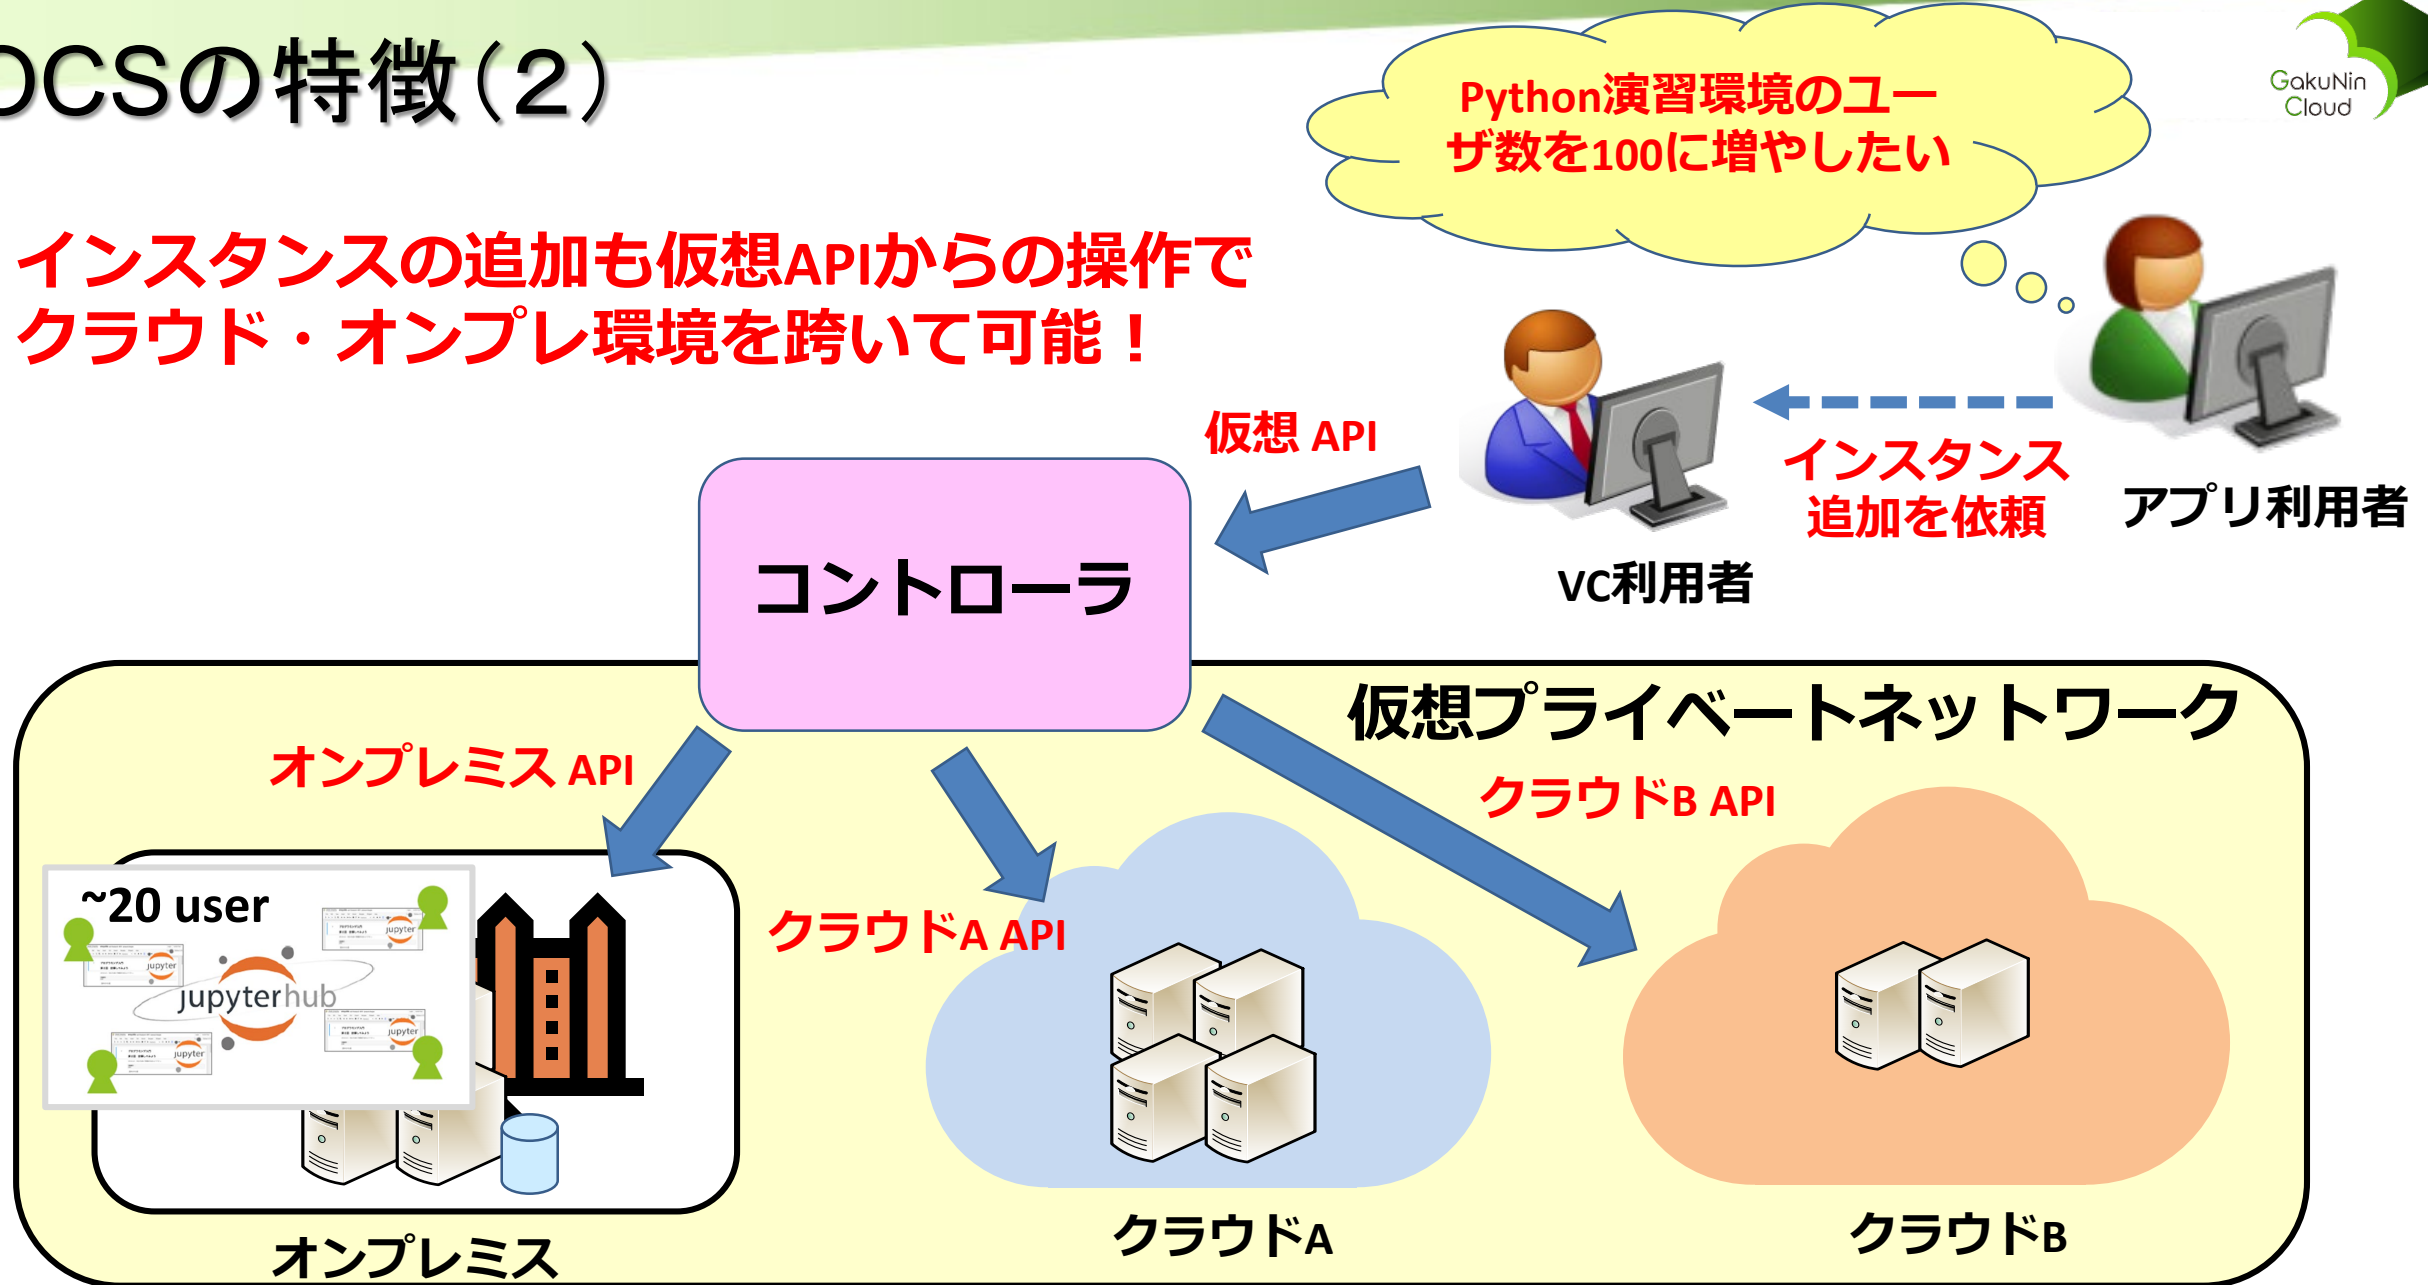 OCSの特徴（２）
GakuNin
Cloud
Python演習環境のユー
ザ数を100に増やしたい
インスタンスの追加も仮想APIからの操作で
クラウド・オンプレ環境を跨いて可能！
仮想 API
インスタンス
追加を依頼
アプリ利用者
VC利用者
コントローラ
仮想プライベートネットワーク
オンプレミス API
クラウドB API
クラウドA API
~20 user
jupyter
jupyter
jupyterhub
jupyter
jupyter
オンプレミス
クラウドA
クラウドB